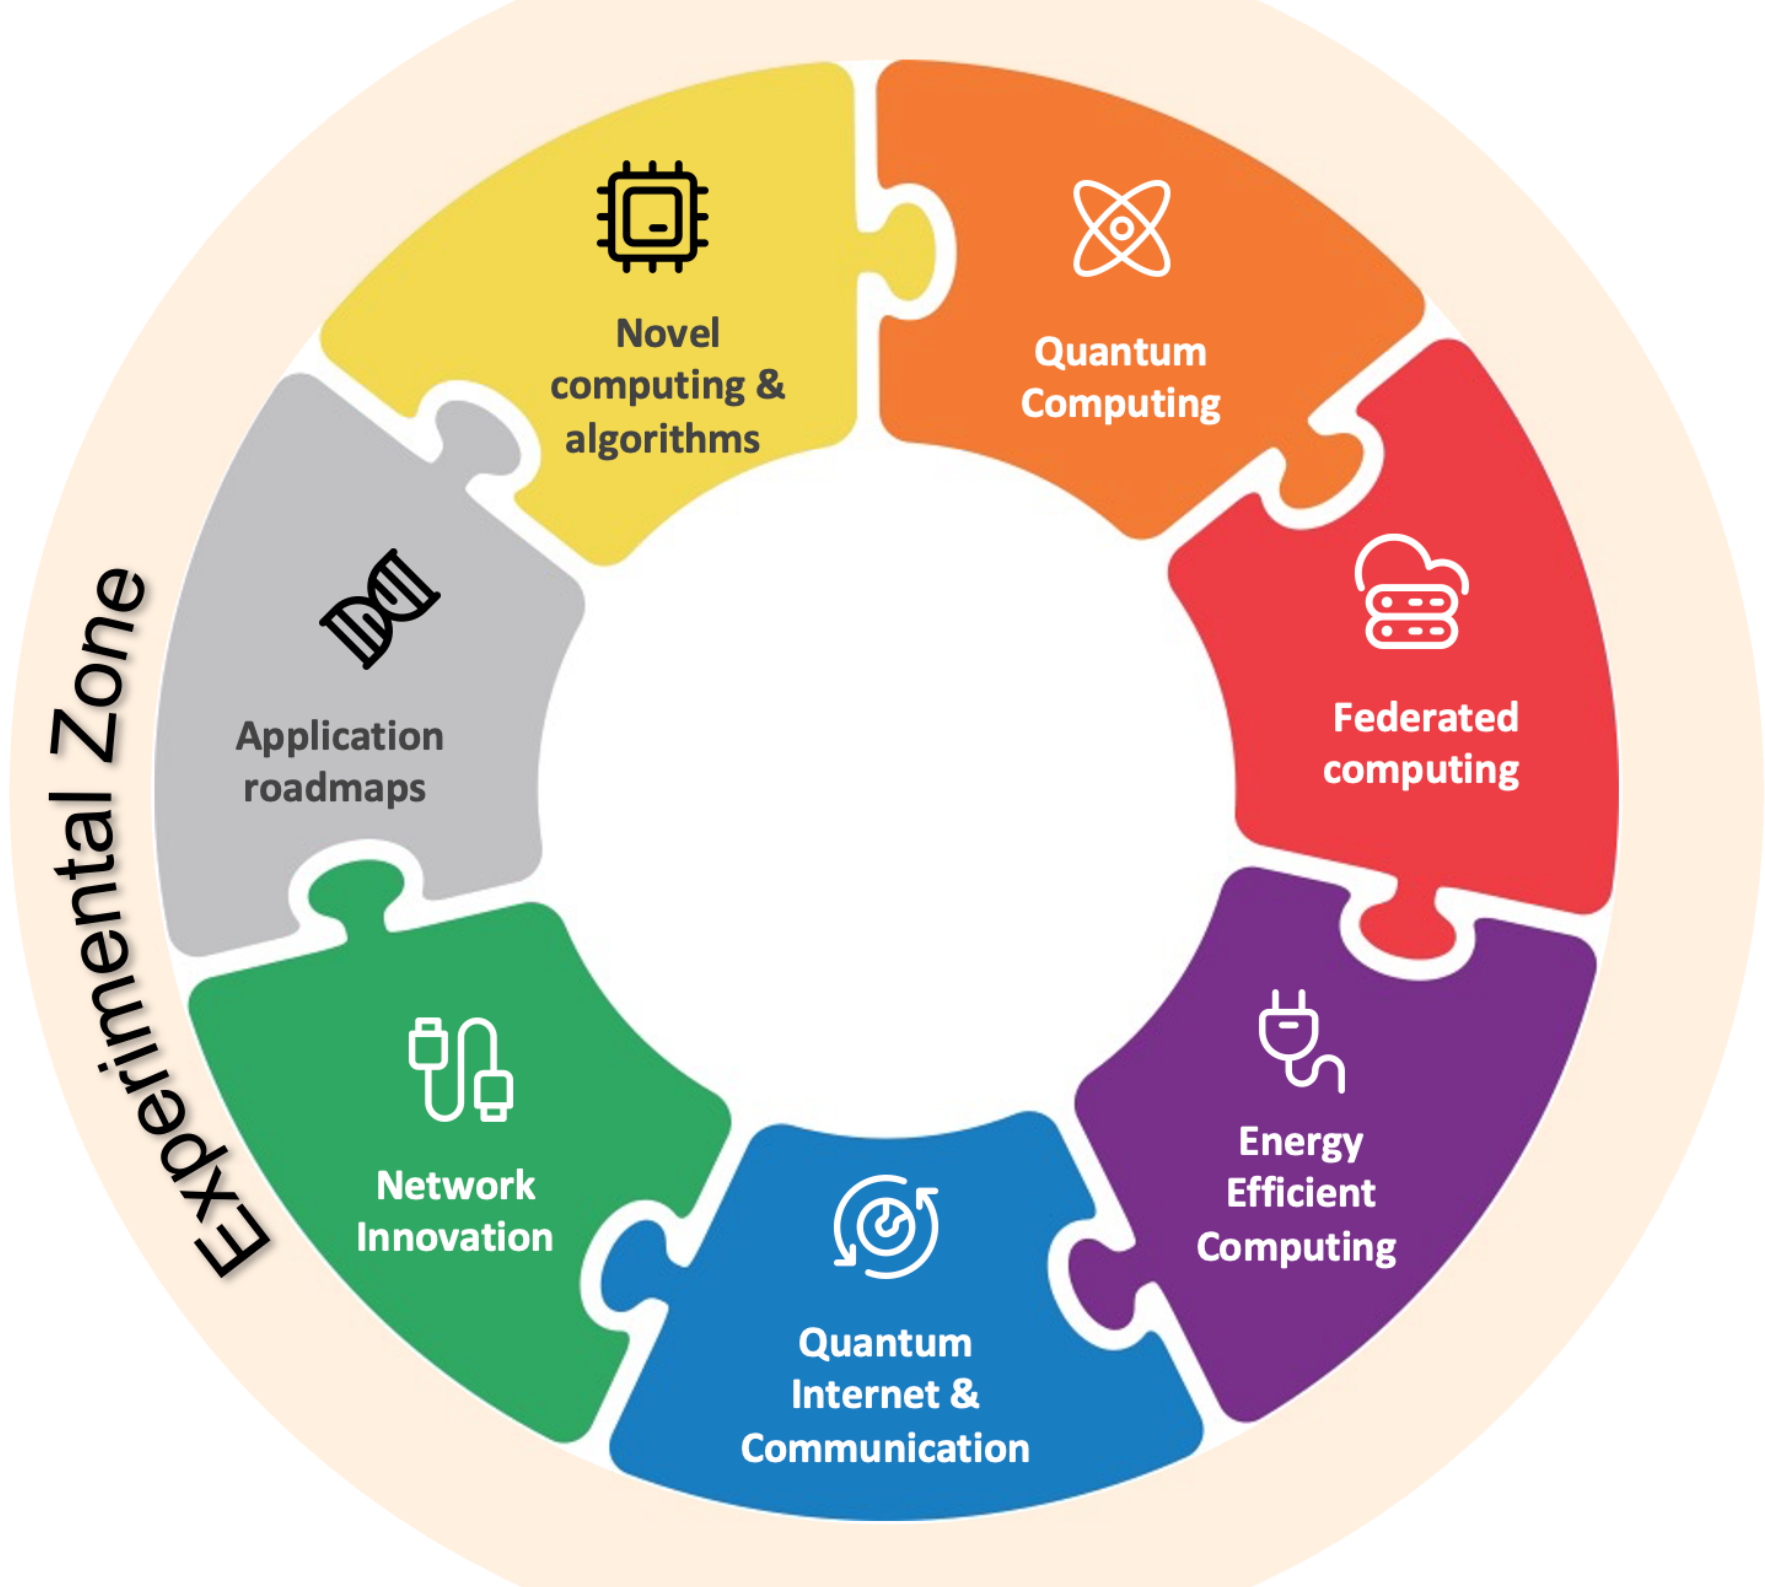 Novel
computing &
algorithms
Quantum
Computing
Federated
computing
Energy
Efficient
Computing
Quantum
Internet &
Communication
Network
Innovation
Application
roadmaps
Experimental Zone